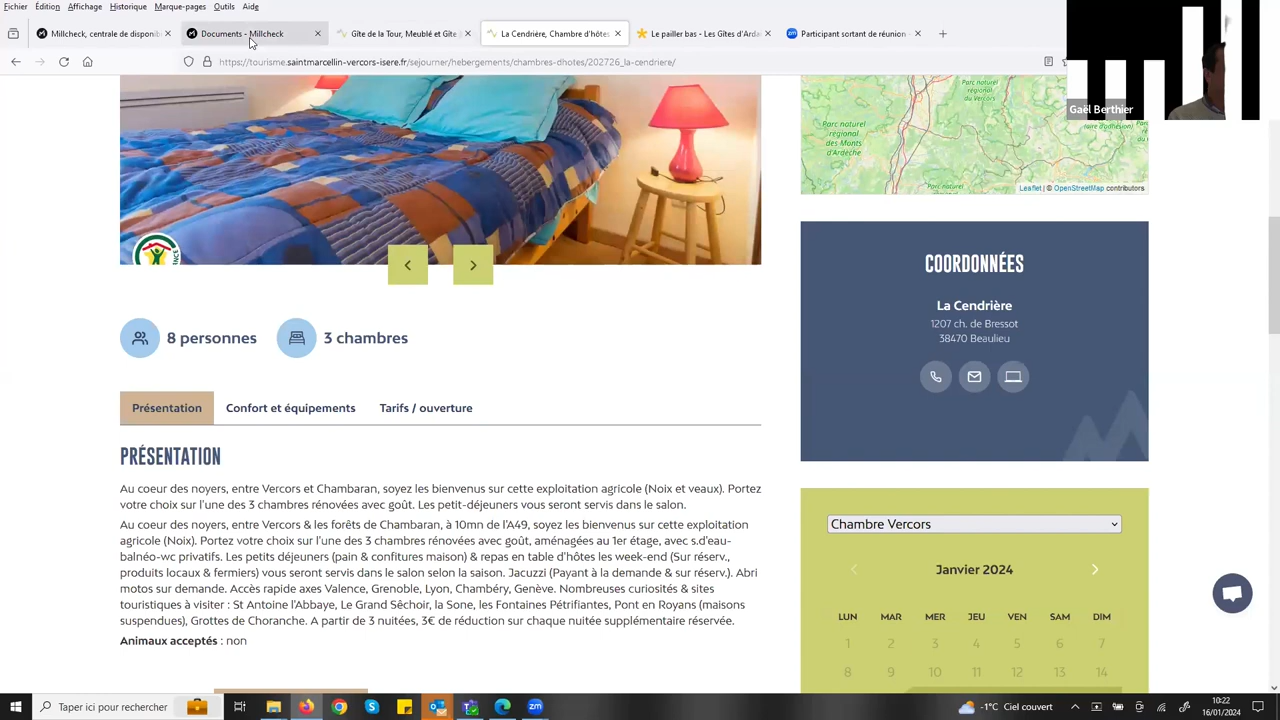 Fichier Édition Affichage Historique Marque-pages Outils Aide
Millcheck, centrale de disponib
Documents - Millcheck
Gîte de la Tour, Meublé et Gîte
La Cendrière, Chambre d'hôtes
Le pailler bas - Les Gîtes d'Arda
Participant sortant de réunion -
https://tourisme.saintmarcellin-vercors-isere.fr/sejourner/hebergements/chambres-dhotes/202726_la-cendriere/
Gaël Berthier
Parc naturel
régional
du Vercors
Parc naturel
régional
des Monts
d'Ardèche
Leaflet | © OpenStreetMap contributors
8 personnes
3 chambres
Présentation
Confort et équipements
Tarifs / ouverture
PRÉSENTATION
Au coeur des noyers, entre Vercors et Chambaran, soyez les bienvenus sur cette exploitation agricole (Noix et veaux). Portez
votre choix sur l'une des 3 chambres rénovées avec goût. Les petit-déjeuners vous seront servis dans le salon.
Au coeur des noyers, entre Vercors & les forêts de Chambaran, à 10mn de l'A49, soyez les bienvenus sur cette exploitation
agricole (Noix). Portez votre choix sur l'une des 3 chambres rénovées avec goût, aménagées au 1er étage, avec s.d'eau-
balnéo-wc privatifs. Les petits déjeuners (pain & confitures maison) & repas en table d'hôtes les week-end (Sur réserv.,
produits locaux & fermiers) vous seront servis dans le salon selon la saison. Jacuzzi (Payant à la demande & sur réserv.). Abri
motos sur demande. Accès rapide axes Valence, Grenoble, Lyon, Chambéry, Genève. Nombreuses curiosités & sites
touristiques à visiter : St Antoine l'Abbaye, Le Grand Sêchoir, la Sone, les Fontaines Pétrifiantes, Pont en Royans (maisons
suspendues), Grottes de Choranche. A partir de 3 nuitées, 3€ de réduction sur chaque nuitée supplémentaire réservée.
Animaux acceptés : non
COORDONNÉES
La Cendrière
1207 ch. de Bressot
38470 Beaulieu
Chambre Vercors
Janvier 2024
LUN MAR MER JEU VEN SAM DIM
1 2 3 4 5 6 7
8 9 10 11 12 13 14
Taper ici pour rechercher
-1°C Ciel couvert
10:22
16/01/2024